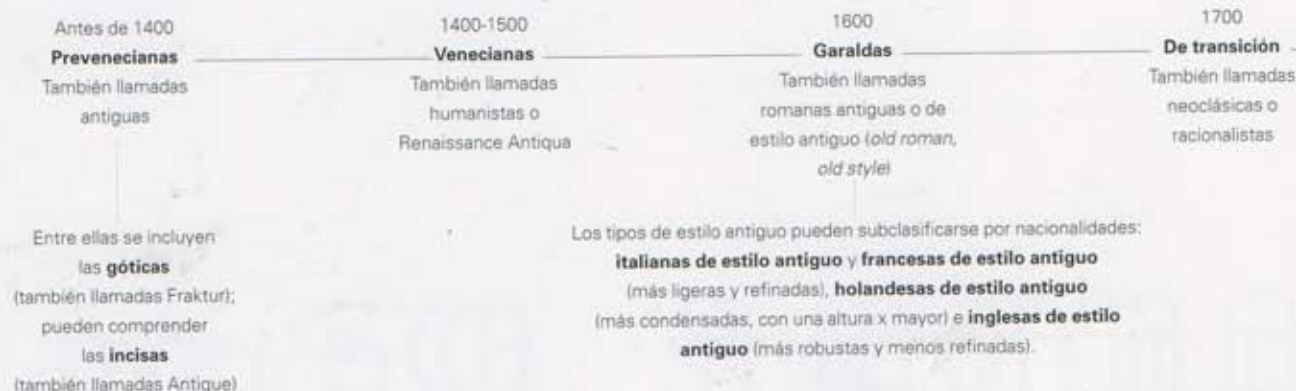 Antes de 1400
Prevenecianas
También llamadas
antiguas
1400-1500
Venecianas
También llamadas
humanistas o
Renaissance Antiqua
1600
Garaldas
También llamadas
romanas antiguas o de
estilo antiguo (old roman,
old style)
1700
De transición
También llamadas
neoclásicas o
racionalistas
Entre ellas se incluyen
las góticas
(también llamadas Fraktur);
pueden comprender
las incisas
(también llamadas Antique)
Los tipos de estilo antiguo pueden subclasificarse por nacionalidades:
italianas de estilo antiguo y francesas de estilo antiguo
(más ligeras y refinadas), holandesas de estilo antiguo
(más condensadas, con una altura x mayor) e inglesas de estilo
antiguo (más robustas y menos refinadas).